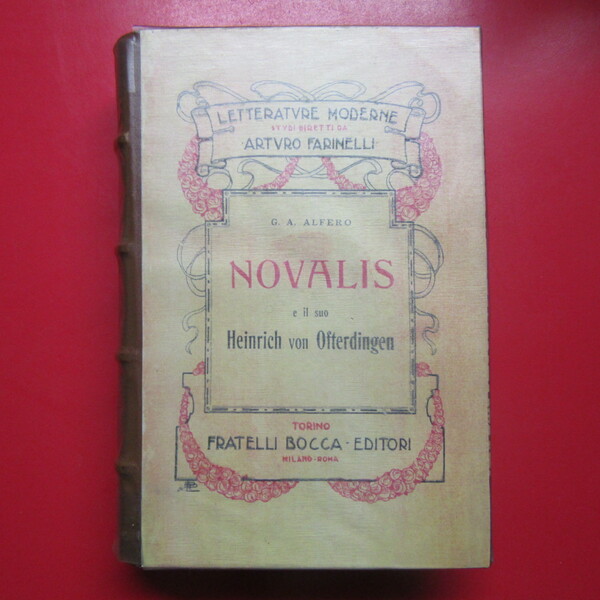 LETTERATVRE MODERNE
STVDI DIRETTI DA
ARTVRO FARINELLI
G. A. ALFERO
NOVALIS
e il suo
Heinrich von Ofterdingen
TORINO
FRATELLI BOCCA - EDITORI
MILANO - ROMA